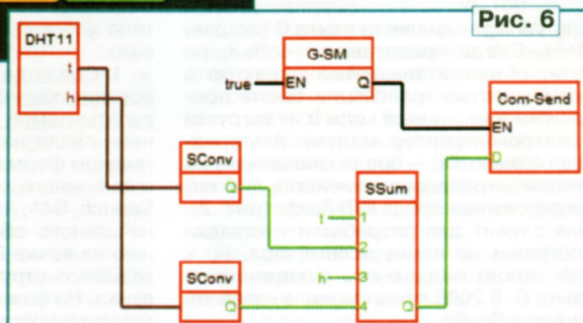 Рис. 6
DHT11
t
h
G-SM
true EN Q
Com-Send
EN
D
SConv
Q
SSum
t 1
2
h 3
4 Q
SConv
Q